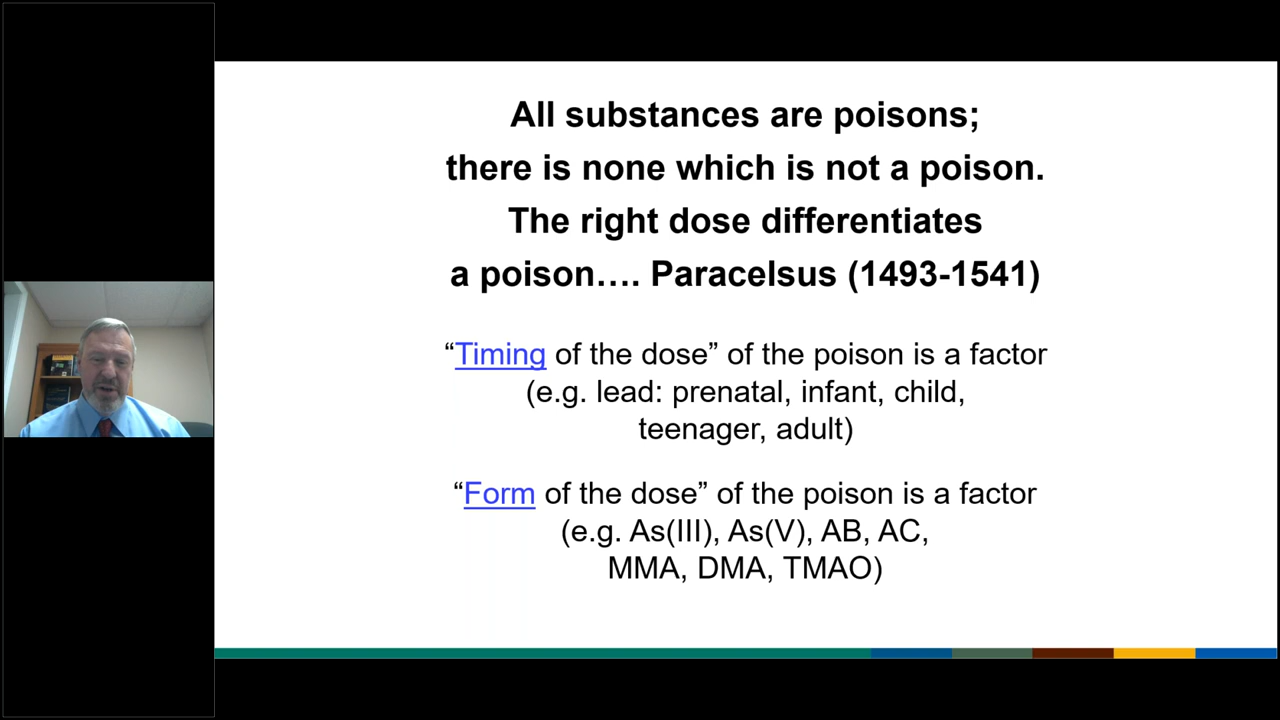 All substances are poisons;
there is none which is not a poison.
The right dose differentiates
a poison…. Paracelsus (1493-1541)
“Timing of the dose” of the poison is a factor
(e.g. lead: prenatal, infant, child,
teenager, adult)
“Form of the dose” of the poison is a factor
(e.g. As(III), As(V), AB, AC,
MMA, DMA, TMAO)